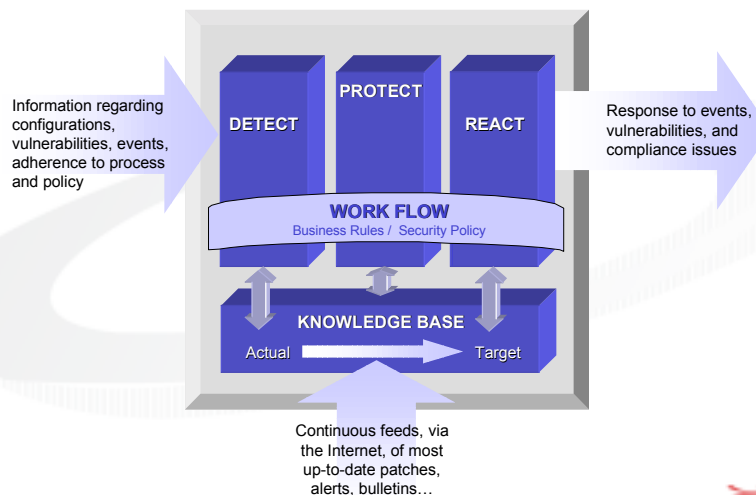 Information regarding
configurations,
vulnerabilities, events,
adherence to process
and policy
DETECT
PROTECT
REACT
Response to events,
vulnerabilities, and
compliance issues
WORK FLOW
Business Rules / Security Policy
KNOWLEDGE BASE
Actual
Target
Continuous feeds, via
the Internet, of most
up-to-date patches,
alerts, bulletins…